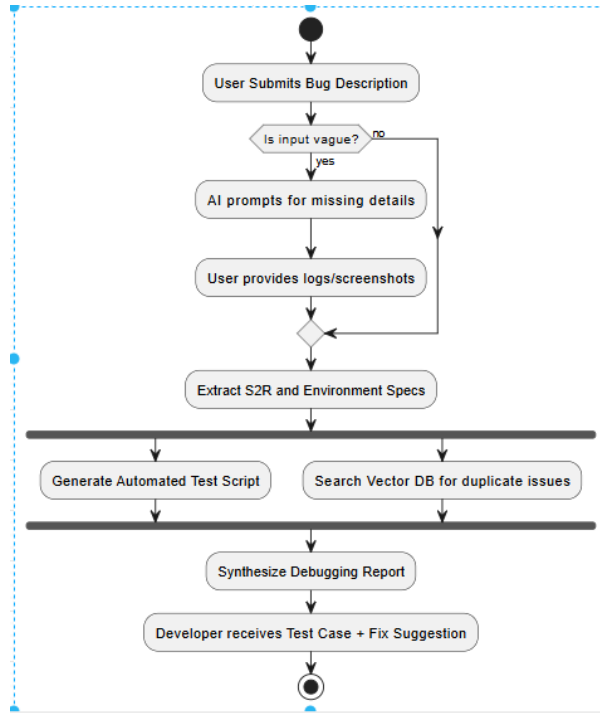 User Submits Bug Description
Is input vague?
no
yes
AI prompts for missing details
User provides logs/screenshots
Extract S2R and Environment Specs
Generate Automated Test Script
Search Vector DB for duplicate issues
Synthesize Debugging Report
Developer receives Test Case + Fix Suggestion